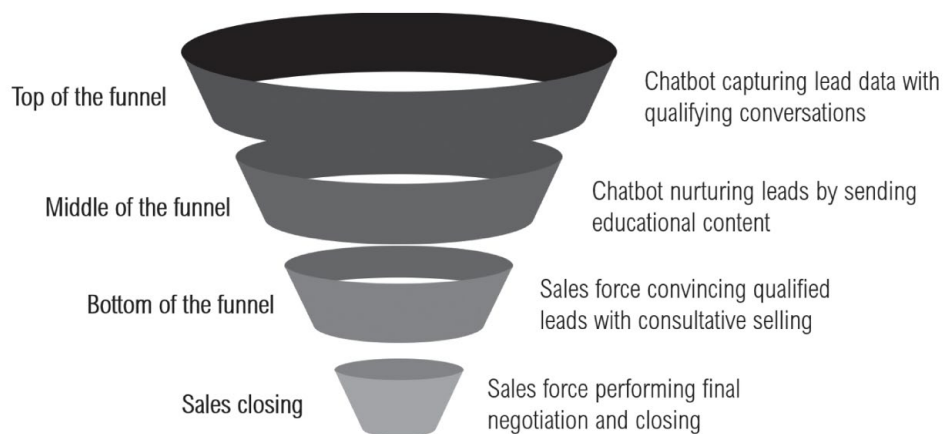 Top of the funnel
Chatbot capturing lead data with
qualifying conversations
Middle of the funnel
Chatbot nurturing leads by sending
educational content
Bottom of the funnel
Sales force convincing qualified
leads with consultative selling
Sales closing
Sales force performing final
negotiation and closing